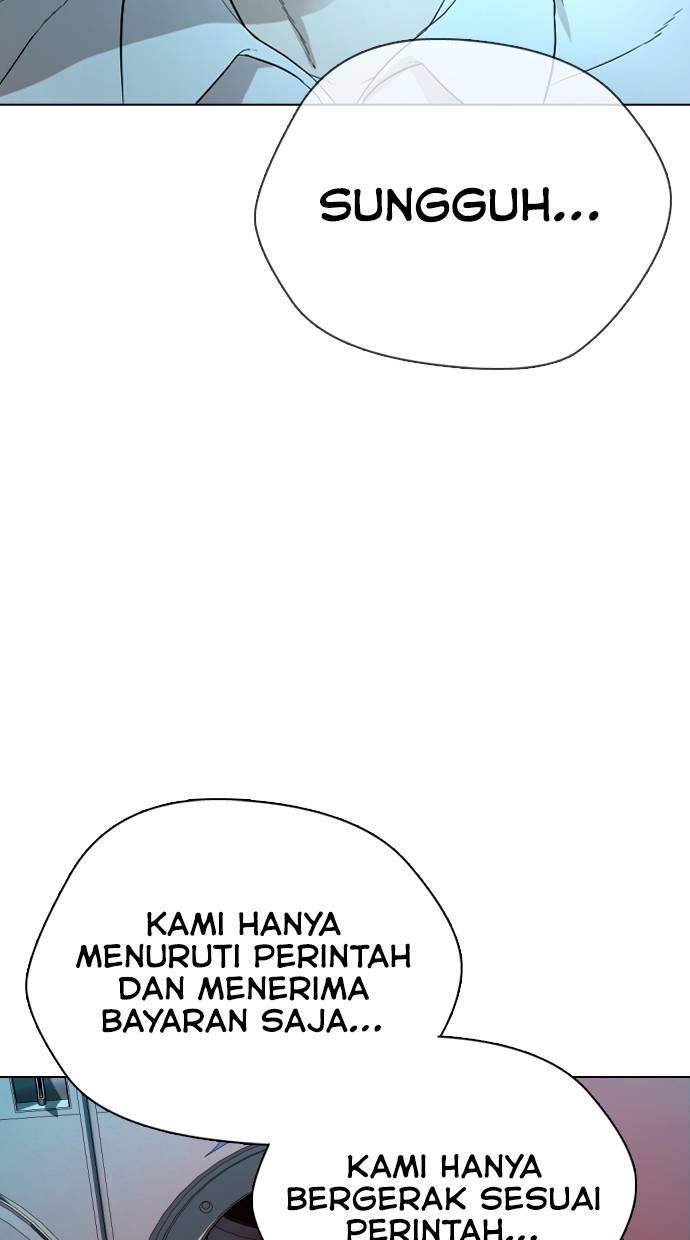 SUNGGUH...
KAMI HANYA
MENURUTI PERINTAH
DAN MENERIMA
BAYARAN SAJA...
KAMI HANYA
BERGERAK SESUAI
PERINTAH...